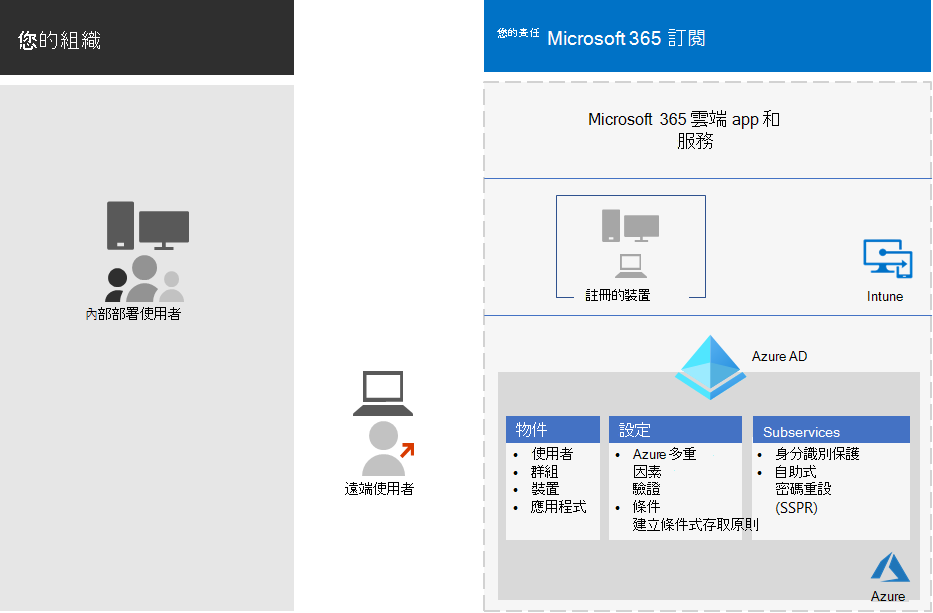 您的組織
您的責任 Microsoft 365 訂閱
Microsoft 365 雲端 app 和
服務
註冊的裝置
Intune
內部部署使用者
Azure AD
遠端使用者
物件
• 使用者
• 群組
• 裝置
• 應用程式
設定
• Azure 多重
因素
驗證
• 條件
建立條件式存取原則
Subservices
• 身分識別保護
• 自助式
密碼重設
(SSPR)
Azure